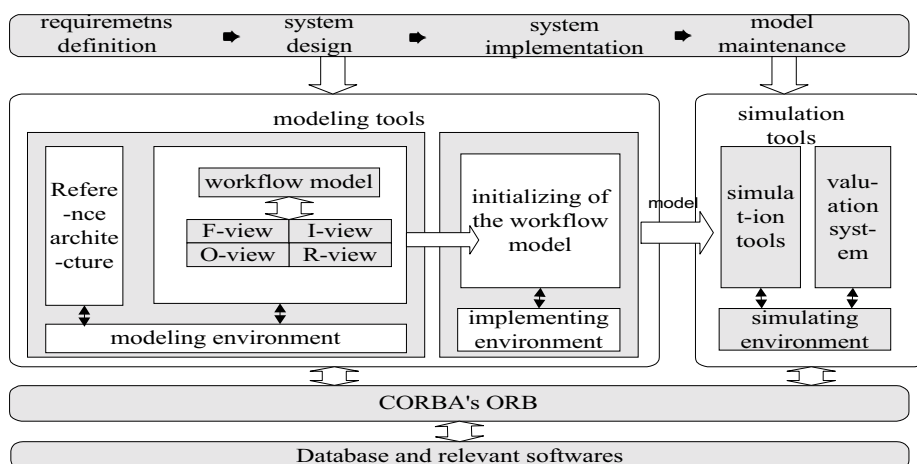 requiremetns
definition
system
design
system
implementation
model
maintenance
modeling tools
Refere
-nce
archite
-cture
workflow model
F-view
I-view
O-view
R-view
modeling environment
initializing of
the workflow
model
implementing
environment
model
simulation
tools
simulat
t-ion
tools
valu-
ation
syst-
em
simulating
environment
CORBA's ORB
Database and relevant softwares